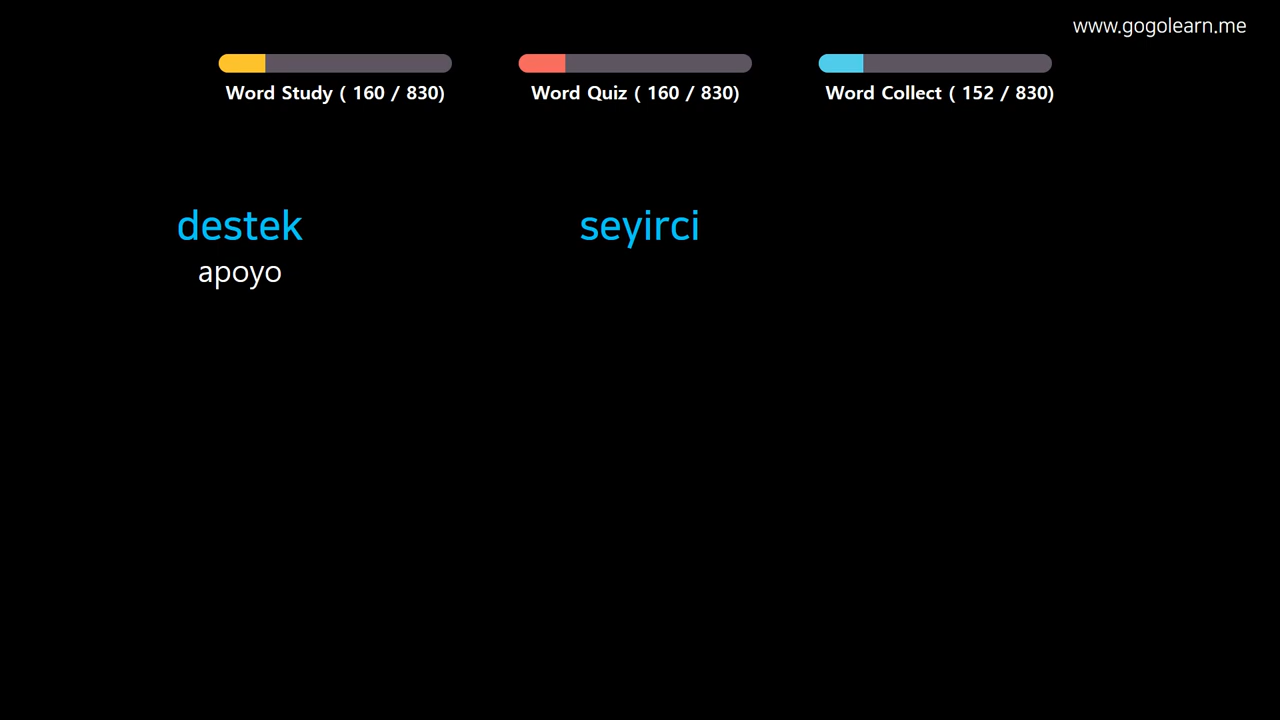 www.gogolearn.me
Word Study ( 160 / 830)
Word Quiz ( 160 / 830)
Word Collect ( 152 / 830)
destek
apoyo
seyirci